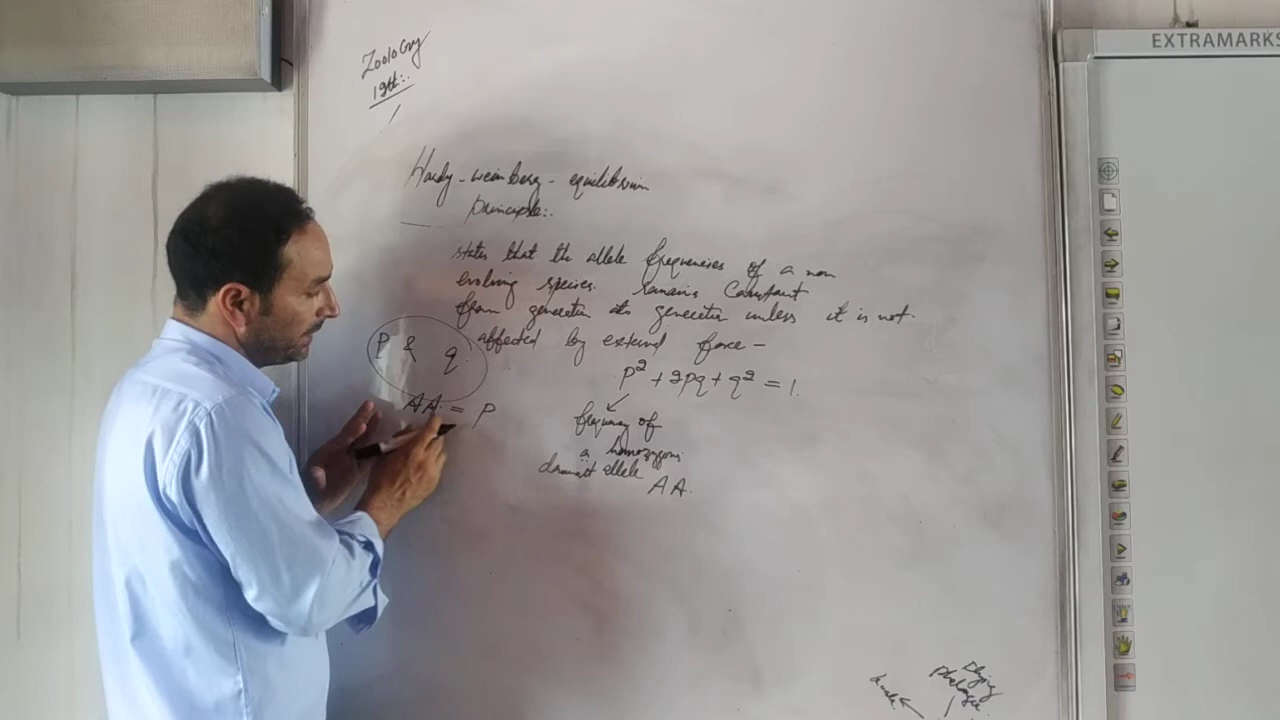 Zoology
12th:.
EXTRAMARKS
Hardy-weinberg-equilibrium
principle:.
states that the allele frequencies of a non
evolving species. remains Constant
from generation to generation unless it is not.
affected by external force -
P & q.
p² + 2pq + q² = 1.
AA. = P
frequency of
a homozygous
dominant allele
AA.